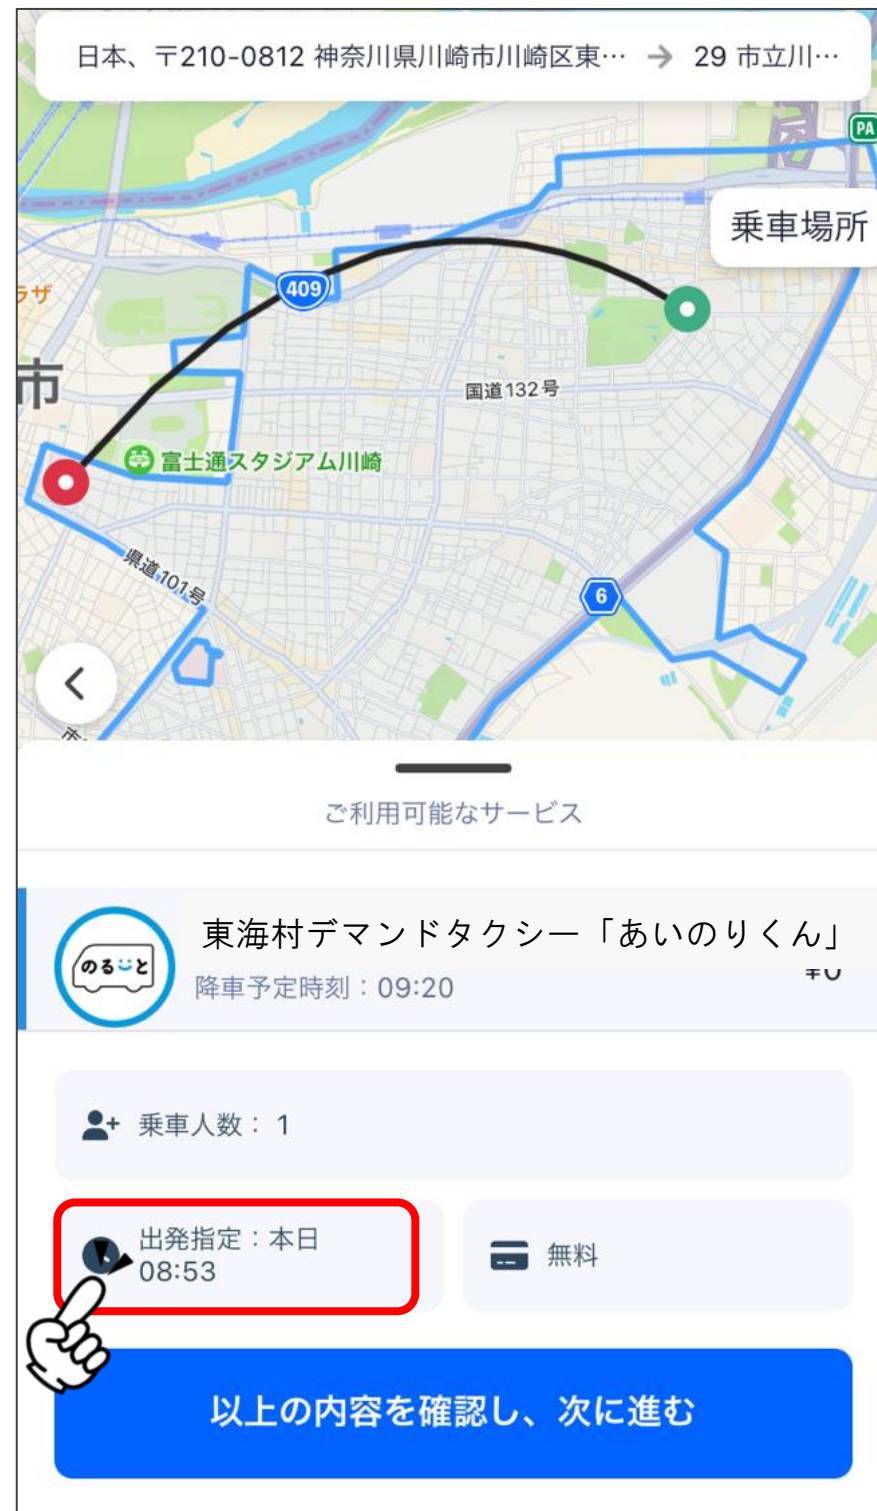 日本、〒210-0812 神奈川県川崎市川崎区東… → 29 市立川…
PA
乗車場所
ラザ
409
市
国道132号
富士通スタジアム川崎
県道101号
6
市
ご利用可能なサービス
東海村デマンドタクシー「あいのりくん」
のると
降車予定時刻：09:20
¥0
乗車人数： 1
出発指定：本日
08:53
無料
以上の内容を確認し、次に進む